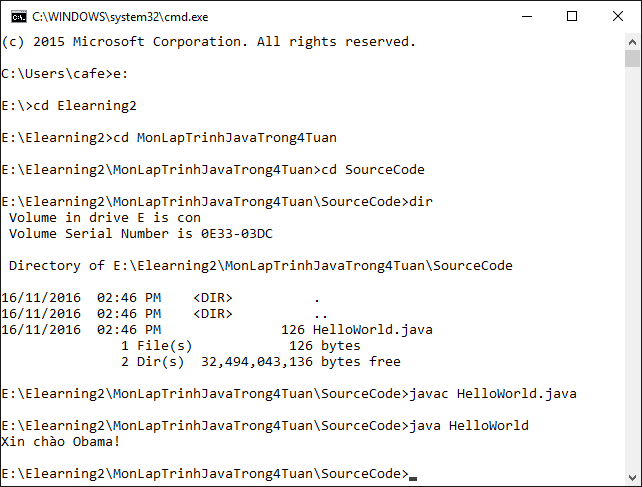 C:\WINDOWS\system32\cmd.exe
(c) 2015 Microsoft Corporation. All rights reserved.
C:\Users\cafe>e:
E:\>cd Elearning2
E:\Elearning2>cd MonLapTrinhJavaTrong4Tuan
E:\Elearning2\MonLapTrinhJavaTrong4Tuan>cd SourceCode
E:\Elearning2\MonLapTrinhJavaTrong4Tuan\SourceCode>dir
Volume in drive E is con
Volume Serial Number is 0E33-03DC
Directory of E:\Elearning2\MonLapTrinhJavaTrong4Tuan\SourceCode
16/11/2016  02:46 PM    <DIR>          .
16/11/2016  02:46 PM    <DIR>          ..
16/11/2016  02:46 PM               126 HelloWorld.java
1 File(s)            126 bytes
2 Dir(s)  32,494,043,136 bytes free
E:\Elearning2\MonLapTrinhJavaTrong4Tuan\SourceCode>javac HelloWorld.java
E:\Elearning2\MonLapTrinhJavaTrong4Tuan\SourceCode>java HelloWorld
Xin chào Obama!
E:\Elearning2\MonLapTrinhJavaTrong4Tuan\SourceCode>